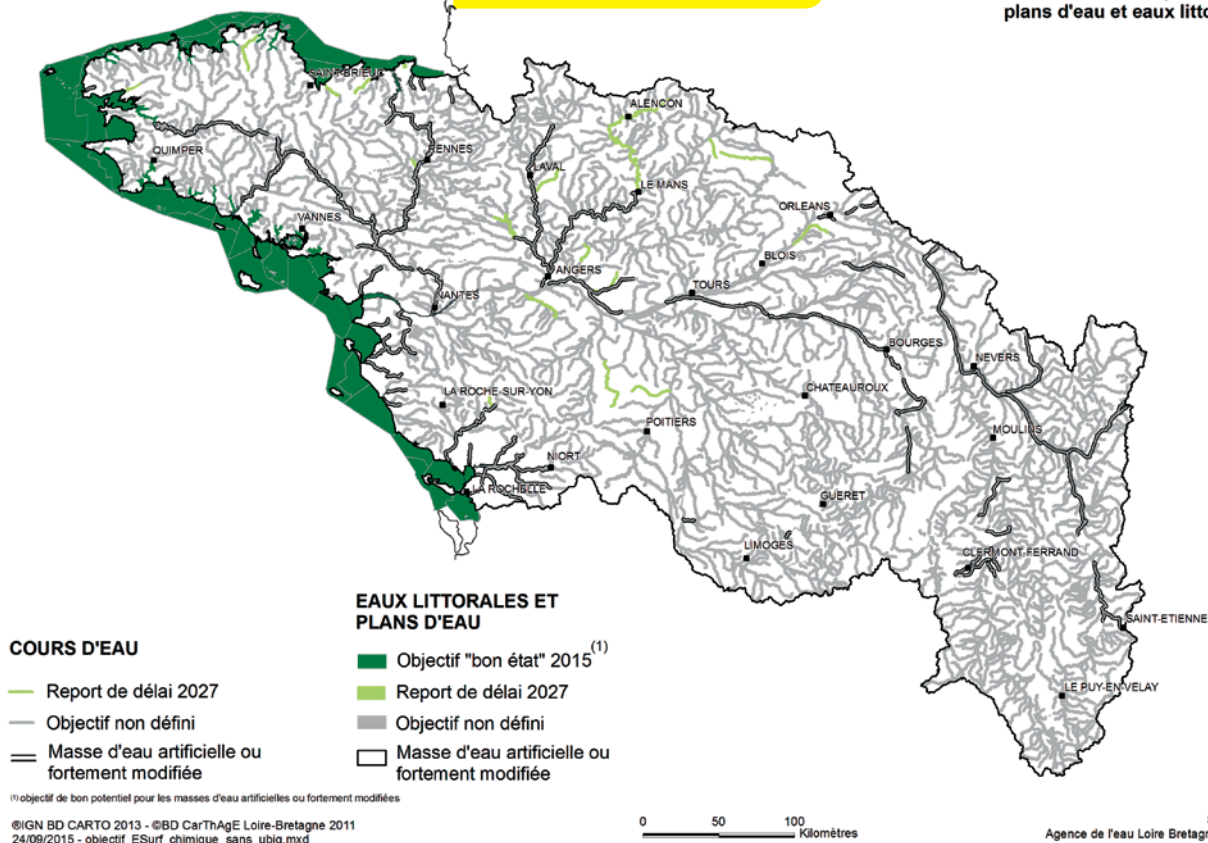 plans d'eau et eaux litto
SAINT-BRIEUC
ALENCON
QUIMPER
RENNES
LAVAL
LE MANS
ORLEANS
VANNES
BLOIS
ANGERS
TOURS
NANTES
BOURGES
NEVERS
CHATEAUROUX
LA ROCHE-SUR-YON
POITIERS
MOULINS
NIORT
LA ROCHELLE
GUERET
LIMOGES
CLERMONT-FERRAND
SAINT-ETIENNE
LE PUY-EN-VELAY
COURS D'EAU
Report de délai 2027
Objectif non défini
Masse d'eau artificielle ou
fortement modifiée
EAUX LITTORALES ET
PLANS D'EAU
Objectif "bon état" 2015(1)
Report de délai 2027
Objectif non défini
Masse d'eau artificielle ou
fortement modifiée
(1) objectif de bon potentiel pour les masses d'eau artificielles ou fortement modifiées
®IGN BD CARTO 2013 - ©BD CarThAgE Loire-Bretagne 2011
24/09/2015 - objectif_ESurf_chimique_sans_ubiq.mxd
0 50 100
Kilomètres
Agence de l'eau Loire Bretagn